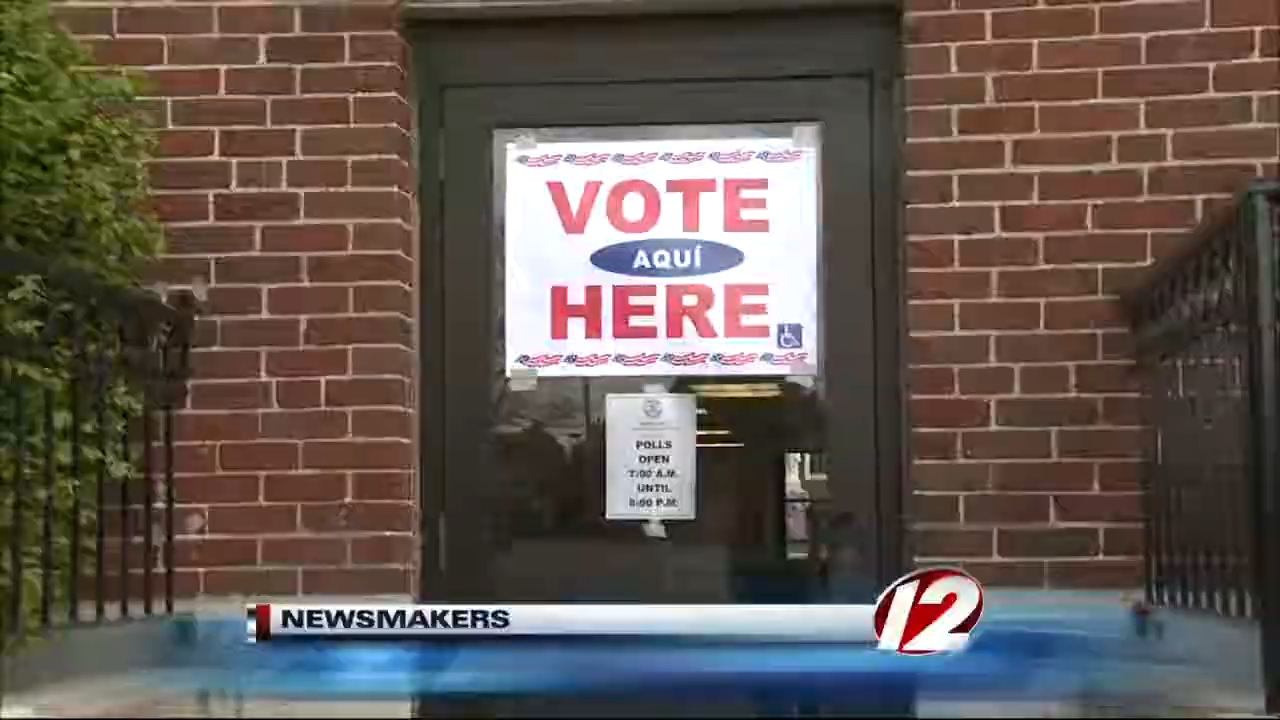 VOTE
AQUÍ
HERE
POLLS
OPEN
7:00 A.M.
UNTIL
8:00 P.M.
NEWSMAKERS
12